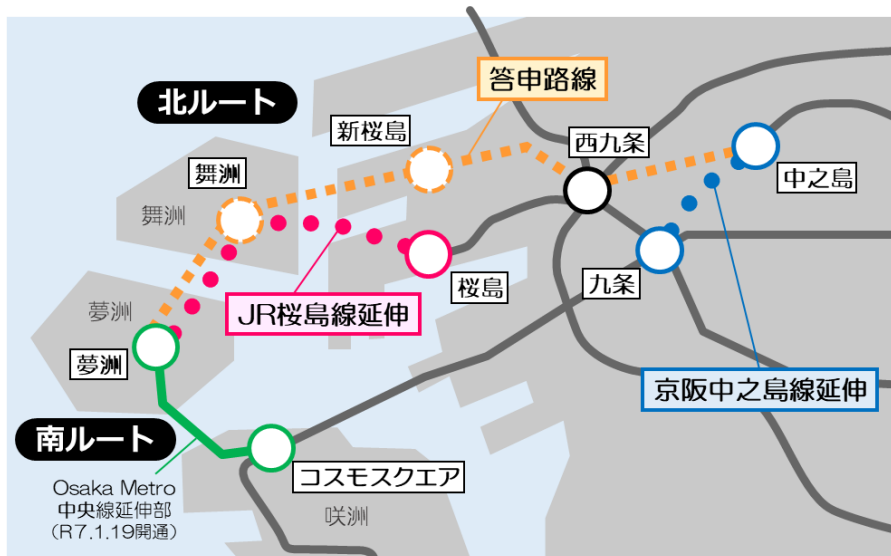 北ルート
答申路線
新桜島
西九条
舞洲
中之島
舞洲
桜島
九条
夢洲
JR桜島線延伸
夢洲
京阪中之島線延伸
南ルート
コスモスクエア
Osaka Metro
中央線延伸部
(R7.1.19開通)
咲洲